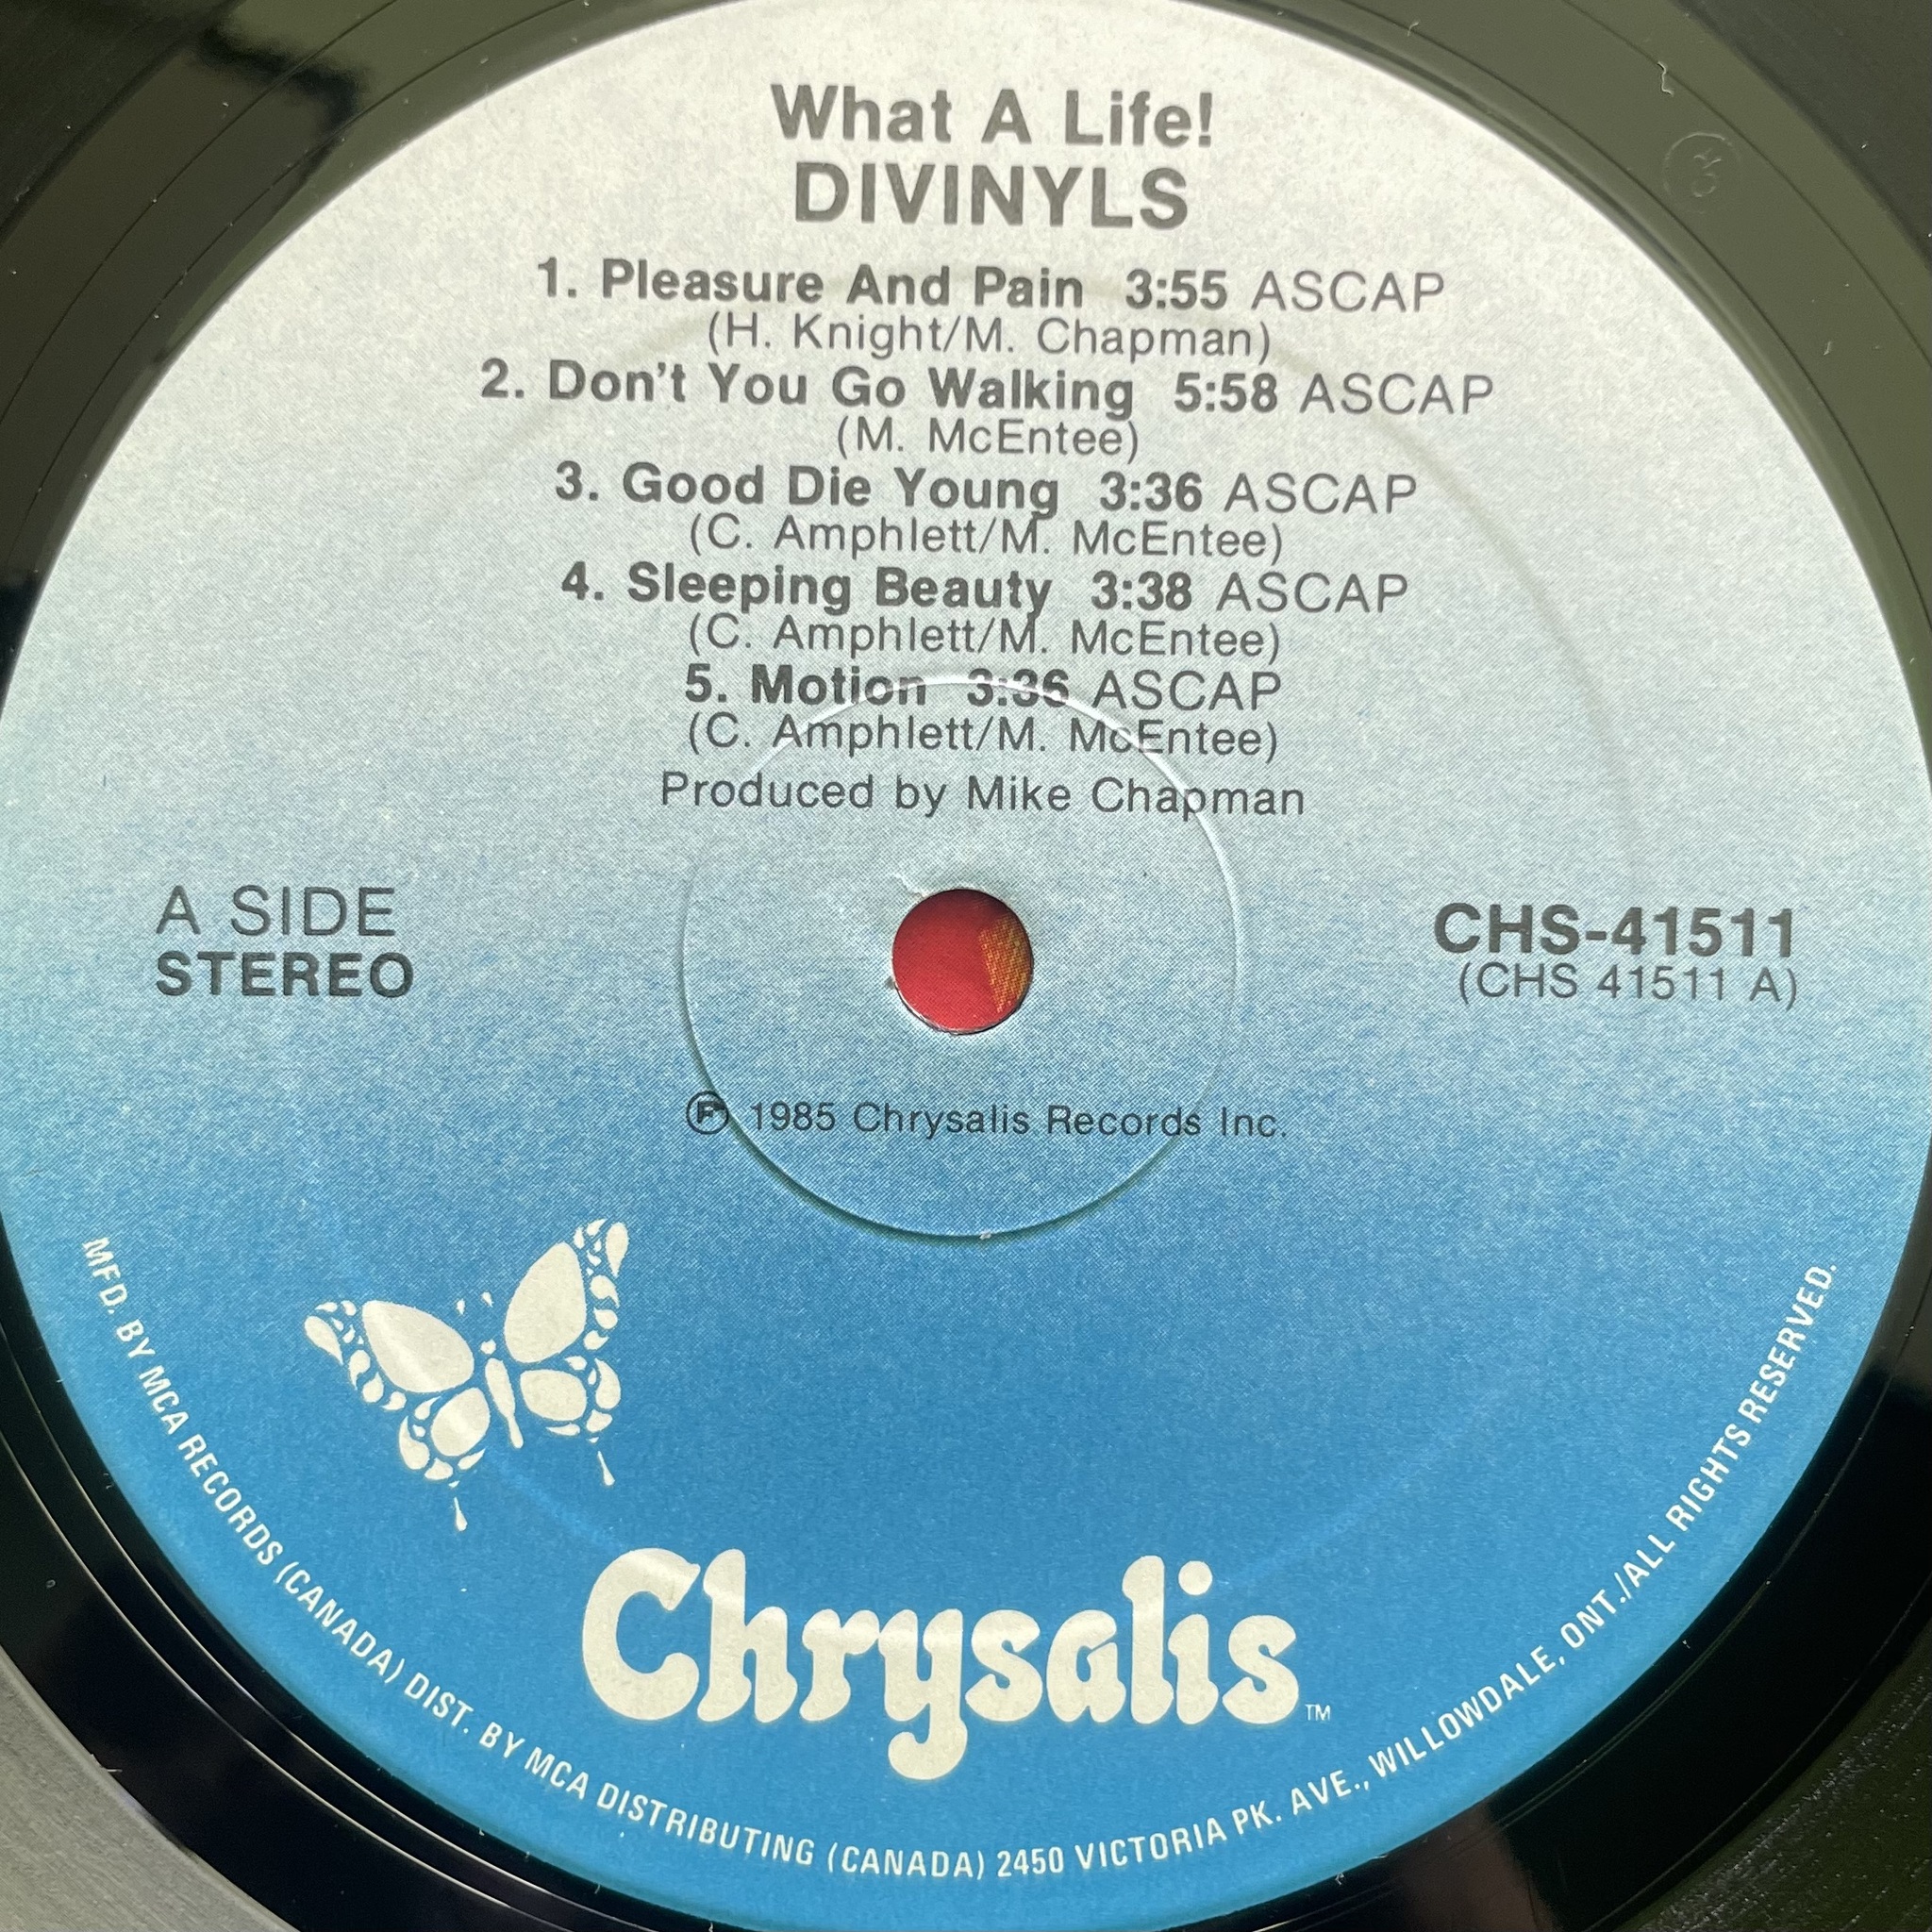 What A Life!
DIVINYLS
1. Pleasure And Pain 3:55 ASCAP
(H. Knight/M. Chapman)
2. Don't You Go Walking 5:58 ASCAP
(M. McEntee)
3. Good Die Young 3:36 ASCAP
(C. Amphlett/M. McEntee)
4. Sleeping Beauty 3:38 ASCAP
(C. Amphlett/M. McEntee)
5. Motion 3:36 ASCAP
(C. Amphlett/M. McEntee)
Produced by Mike Chapman
A SIDE
STEREO
CHS-41511
(CHS 41511 A)
Ⓟ 1985 Chrysalis Records Inc.
Chrysalis™
MFD. BY MCA RECORDS (CANADA) DIST. BY MCA DISTRIBUTING (CANADA) 2450 VICTORIA PK. AVE., WILLOWDALE, ONT./ALL RIGHTS RESERVED.